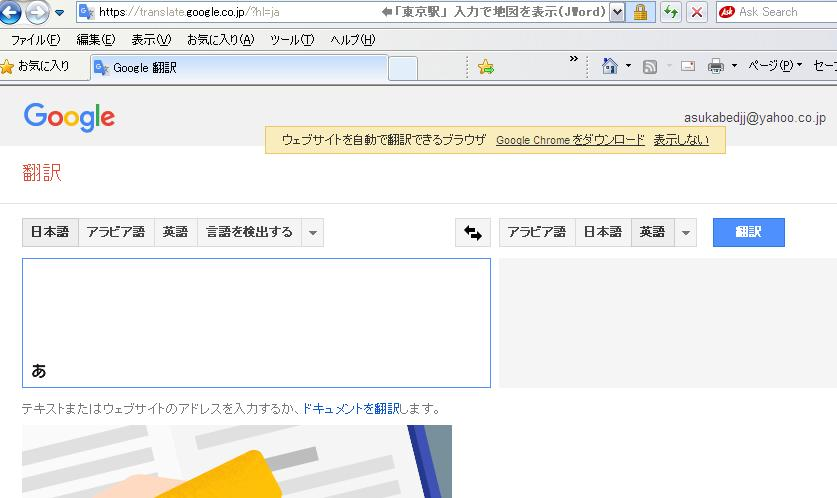 https://translate.google.co.jp/?hl=ja ←「東京駅」入力で地図を表示(JWord) Ask Search
ファイル(F) 編集(E) 表示(V) お気に入り(A) ツール(T) ヘルプ(H)
お気に入り Google 翻訳 » ページ(P) セー
Google asukabedjj@yahoo.co.jp
ウェブサイトを自動で翻訳できるブラウザ Google Chrome をダウンロード 表示しない
翻訳
日本語 アラビア語 英語 言語を検出する アラビア語 日本語 英語 翻訳
あ
テキストまたはウェブサイトのアドレスを入力するか、ドキュメントを翻訳します。